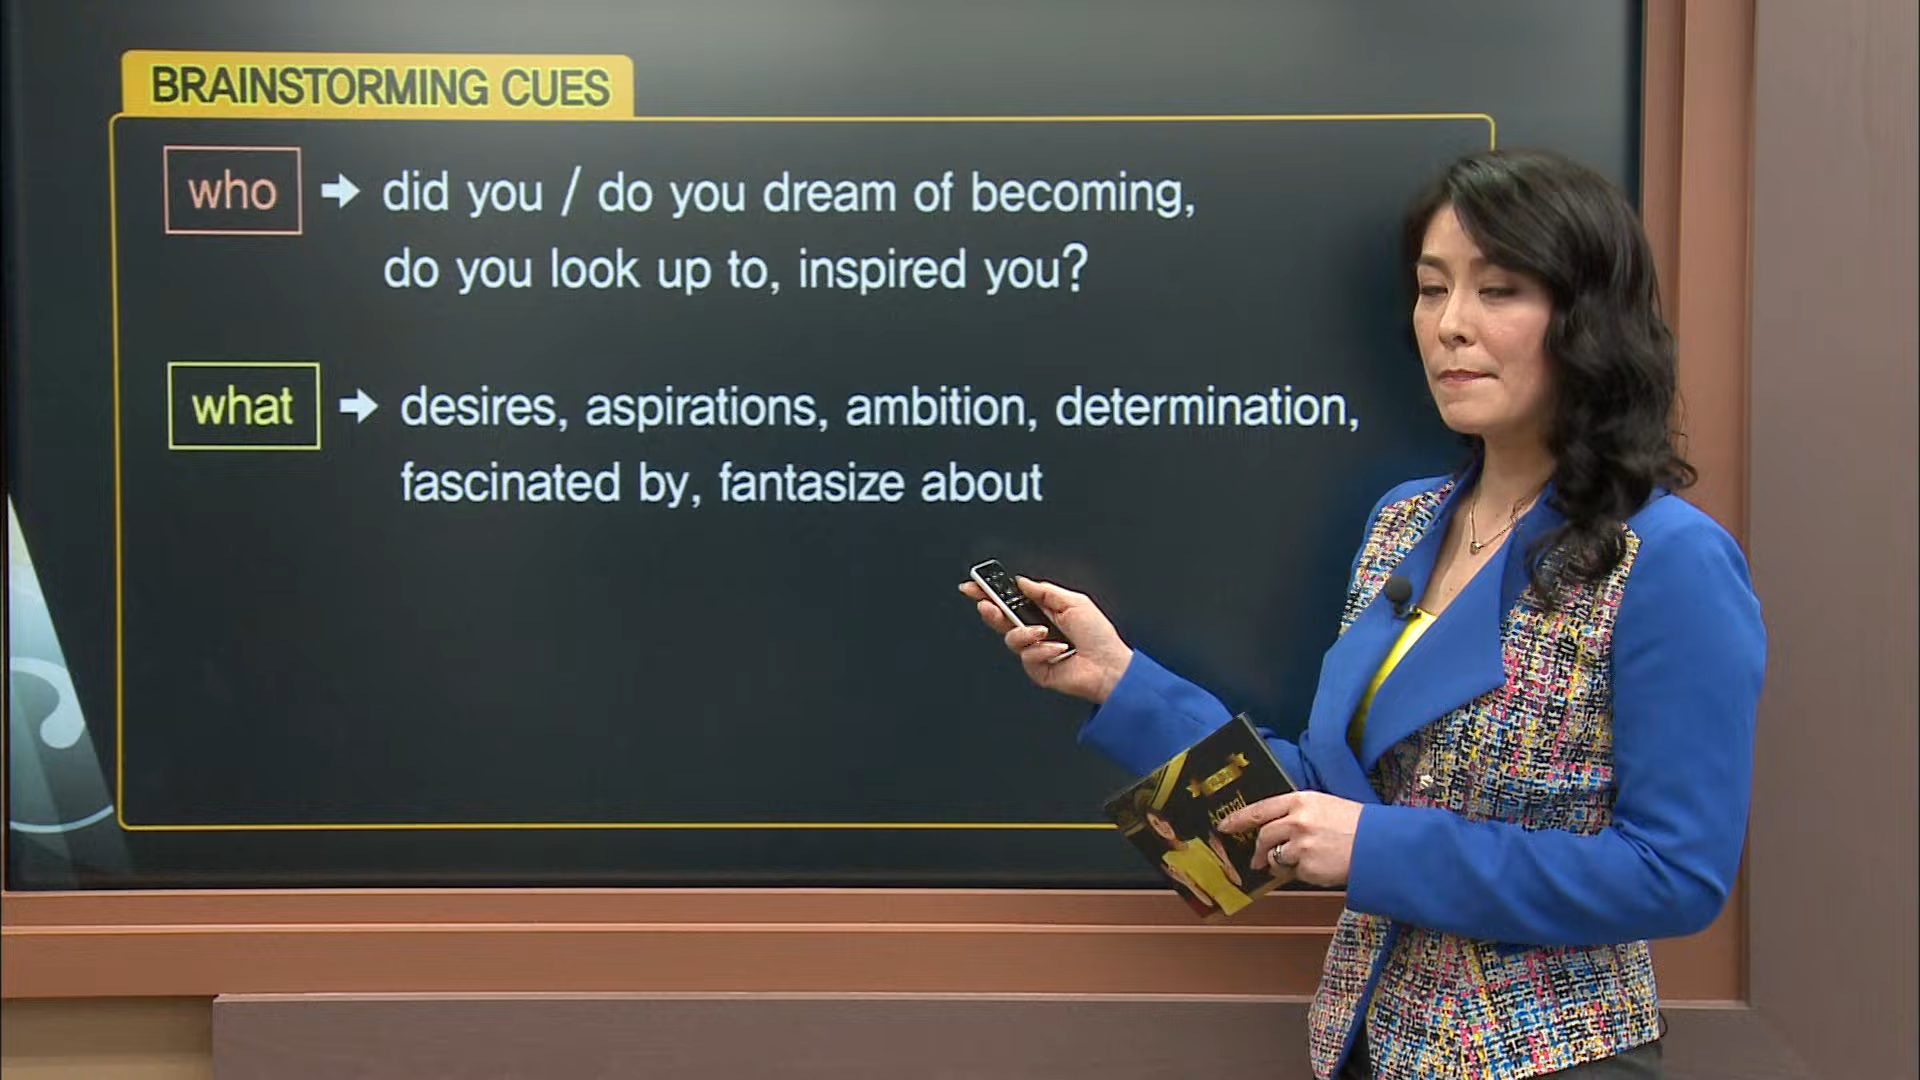 BRAINSTORMING CUES
who → did you / do you dream of becoming,
do you look up to, inspired you?
what → desires, aspirations, ambition, determination,
fascinated by, fantasize about
Actual